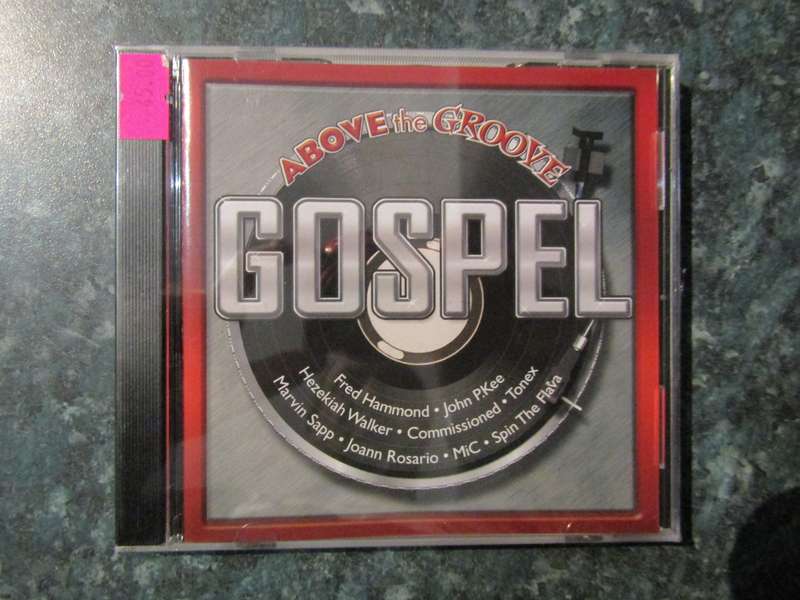 ABOVE the GROOVE
GOSPEL
Fred Hammond • John P.Kee
Hezekiah Walker • Commissioned • Tonex
Marvin Sapp • Joann Rosario • MiC • Spin The Flava